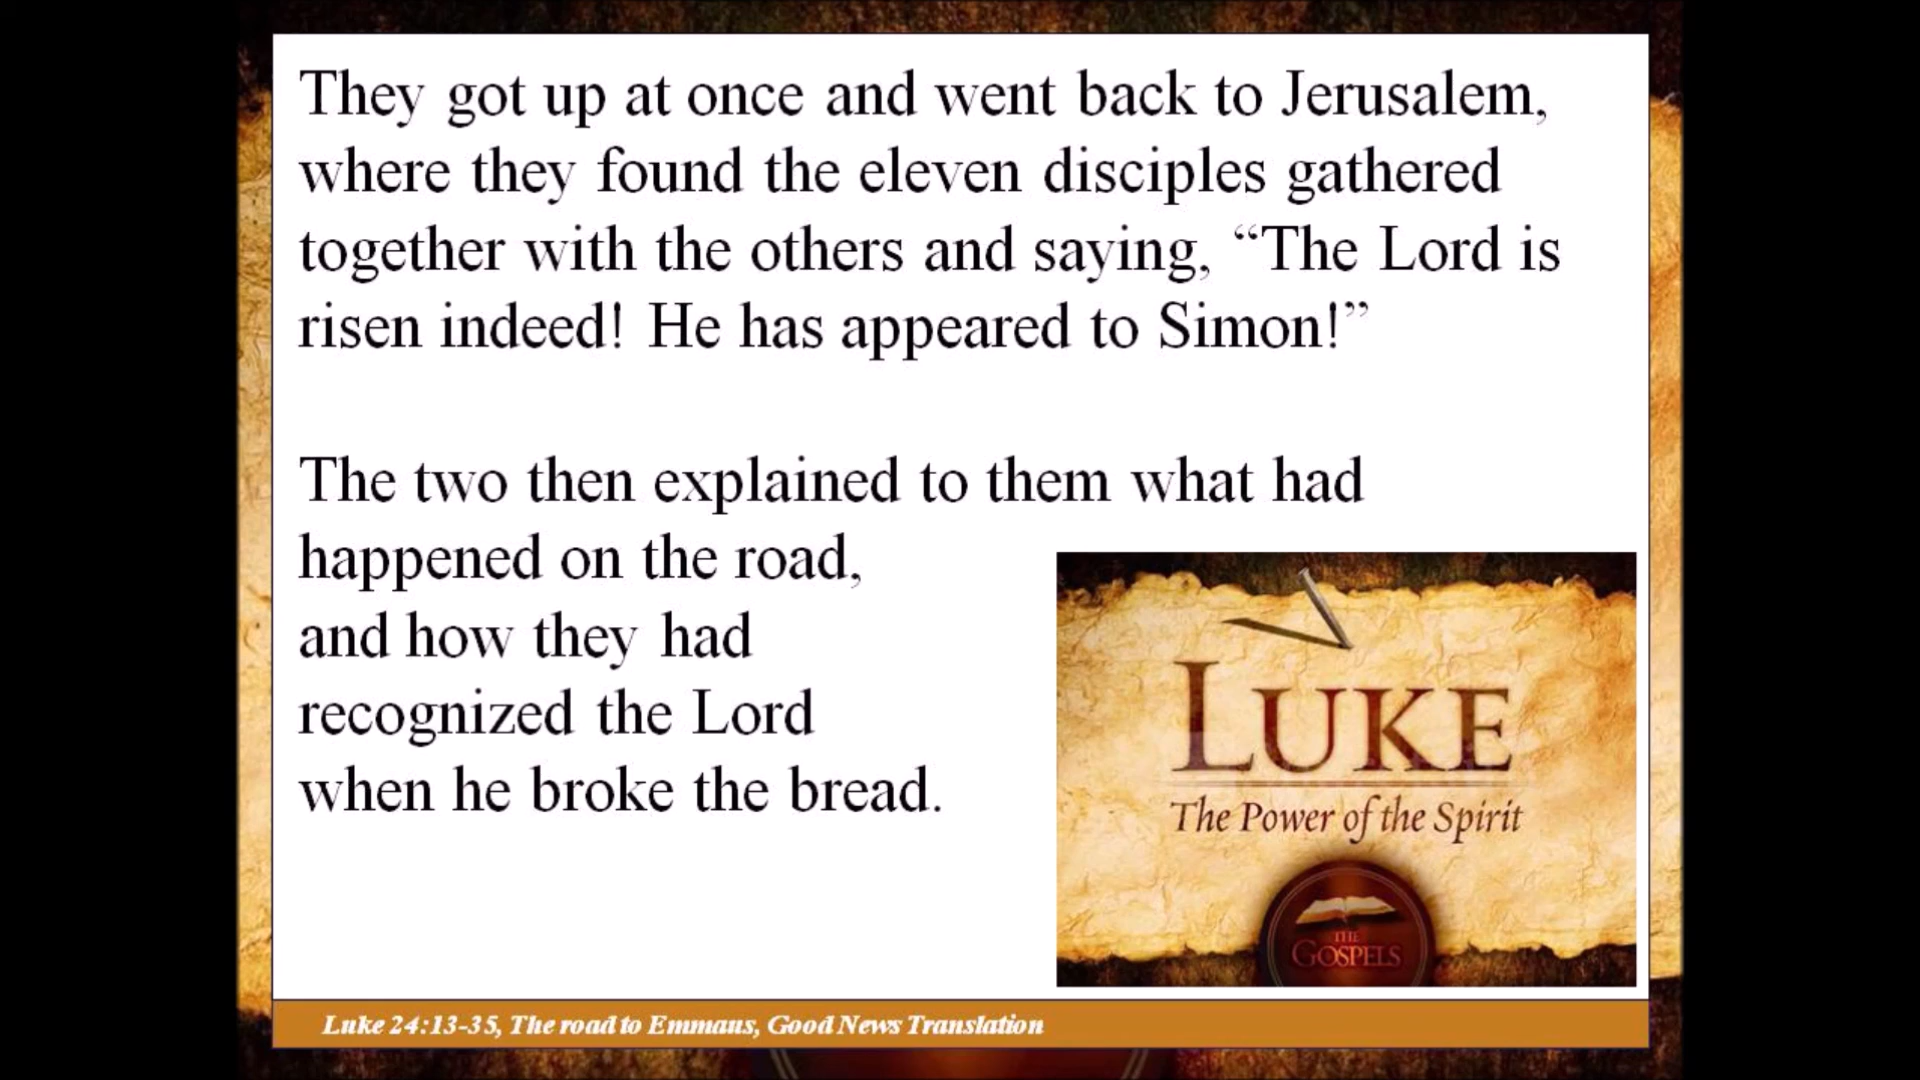 They got up at once and went back to Jerusalem,
where they found the eleven disciples gathered
together with the others and saying, “The Lord is
risen indeed! He has appeared to Simon!”
The two then explained to them what had
happened on the road,
and how they had
recognized the Lord
when he broke the bread.
LUKE
The Power of the Spirit
THE
GOSPELS
Luke 24:13-35, The road to Emmaus, Good News Translation